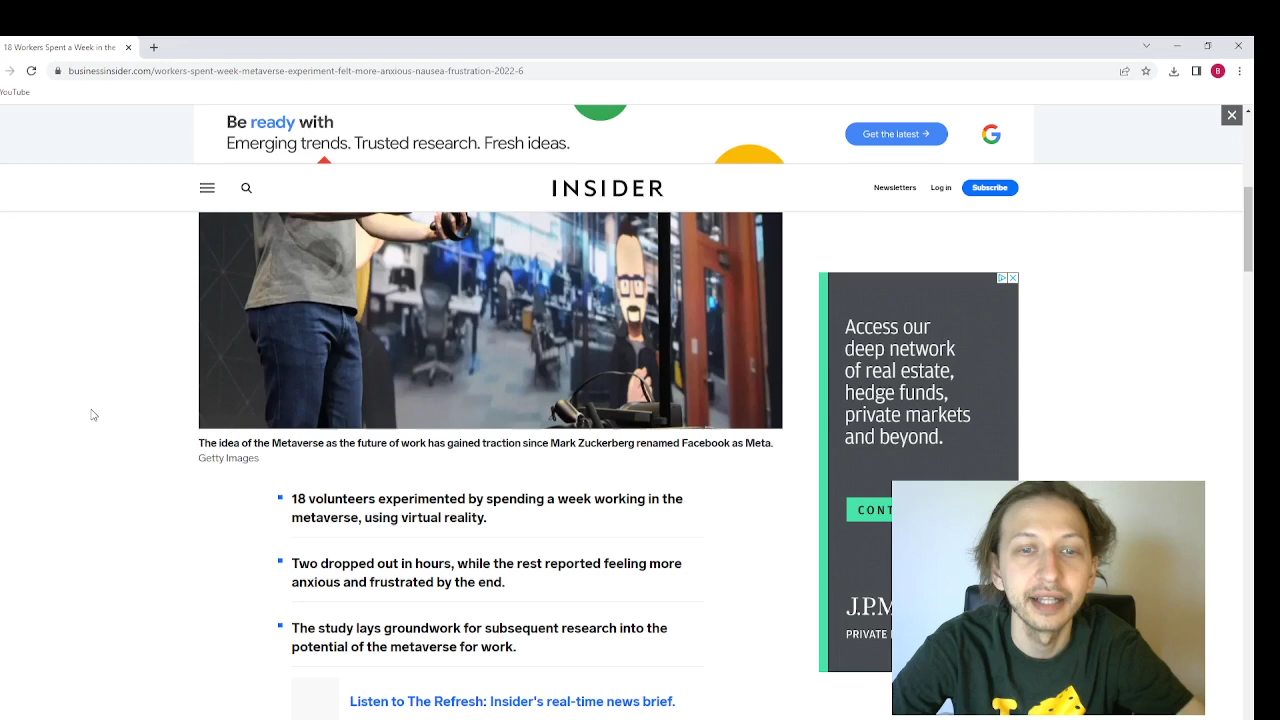 18 Workers Spent a Week in the
businessinsider.com/workers-spent-week-metaverse-experiment-felt-more-anxious-nausea-frustration-2022-6
B
YouTube
Be ready with
Emerging trends. Trusted research. Fresh ideas.
Get the latest →
G
INSIDER
Newsletters
Log in
Subscribe
Access our
deep network
of real estate,
hedge funds,
private markets
and beyond.
The idea of the Metaverse as the future of work has gained traction since Mark Zuckerberg renamed Facebook as Meta.
Getty Images
18 volunteers experimented by spending a week working in the
metaverse, using virtual reality.
CONT
Two dropped out in hours, while the rest reported feeling more
anxious and frustrated by the end.
J.P.M
PRIVATE
The study lays groundwork for subsequent research into the
potential of the metaverse for work.
Listen to The Refresh: Insider's real-time news brief.